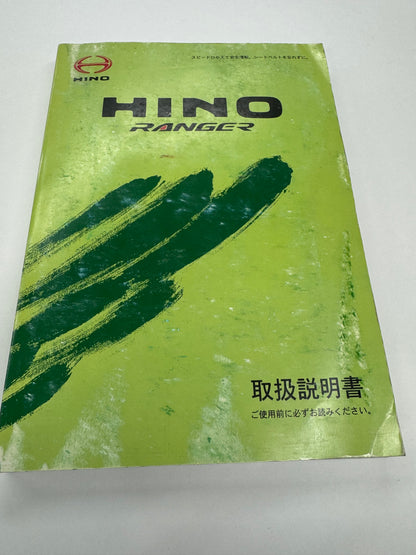 スピードひかえて安全運転、シートベルトを忘れずに。
HINO
HINO
RANGER
取扱説明書
ご使用前に必ずお読みください。